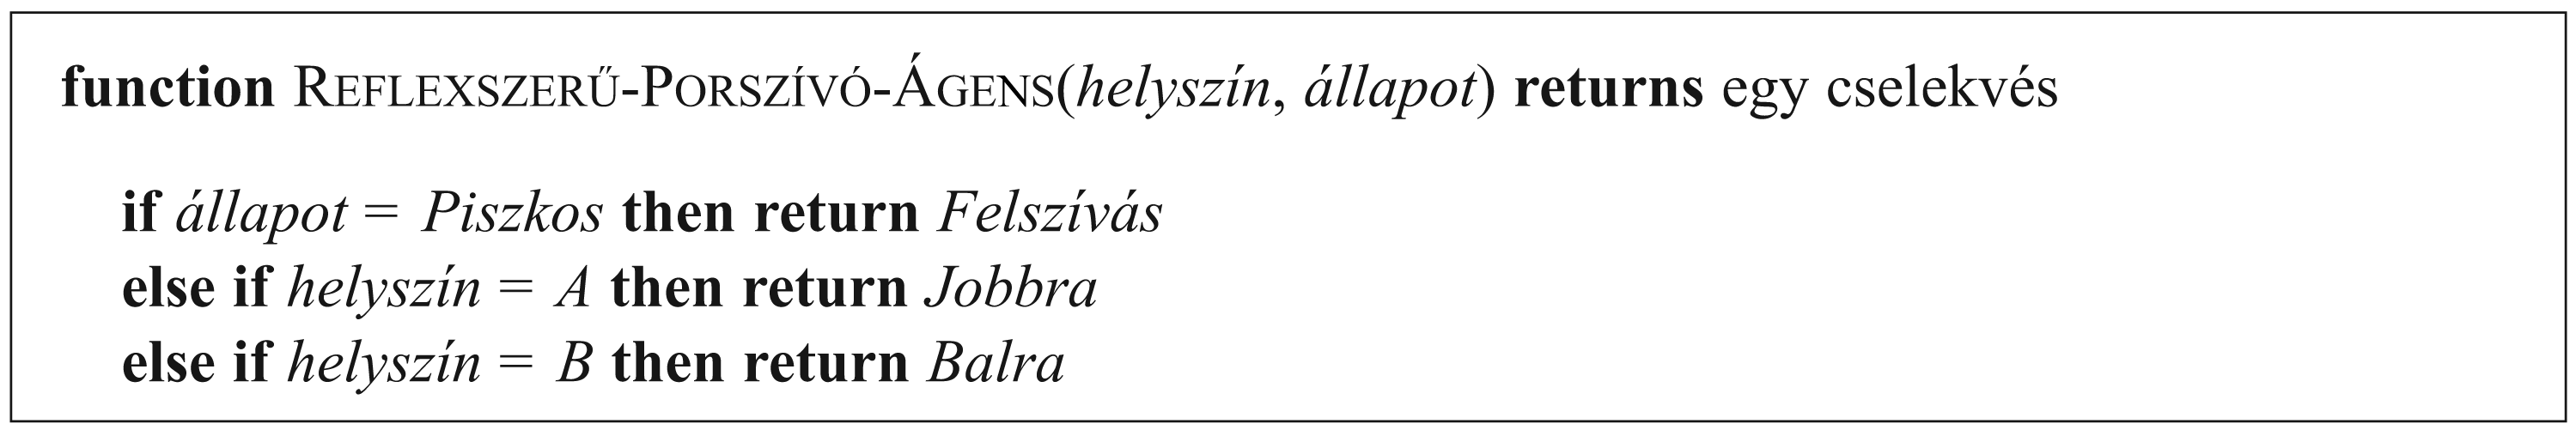 function REFLEXSZERŰ-PORSZÍVÓ-ÁGENS(helyszín, állapot) returns egy cselekvés
if állapot = Piszkos then return Felszívás
else if helyszín = A then return Jobbra
else if helyszín = B then return Balra